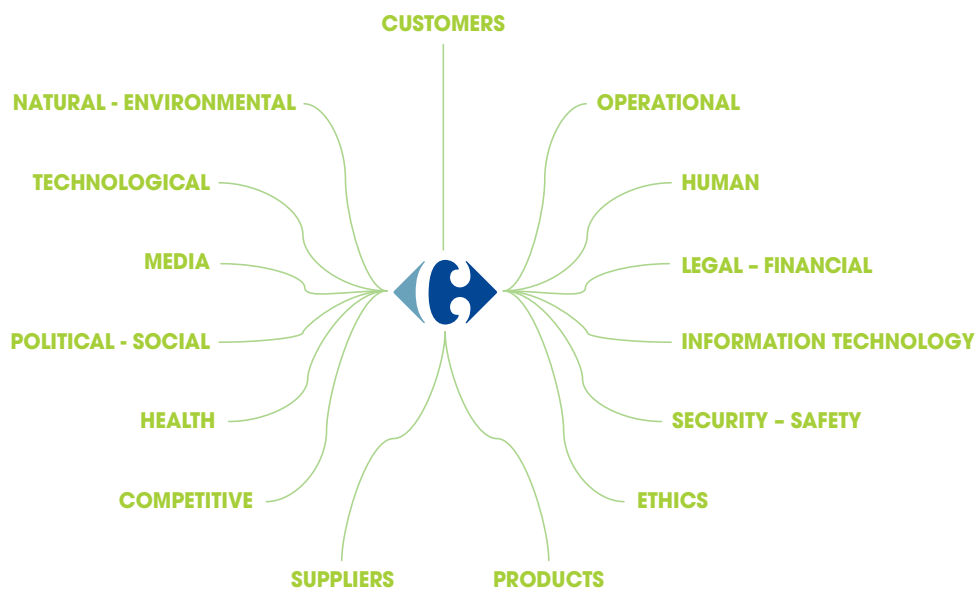 CUSTOMERS
NATURAL - ENVIRONMENTAL
OPERATIONAL
TECHNOLOGICAL
HUMAN
MEDIA
LEGAL – FINANCIAL
POLITICAL - SOCIAL
INFORMATION TECHNOLOGY
HEALTH
SECURITY – SAFETY
COMPETITIVE
ETHICS
SUPPLIERS
PRODUCTS